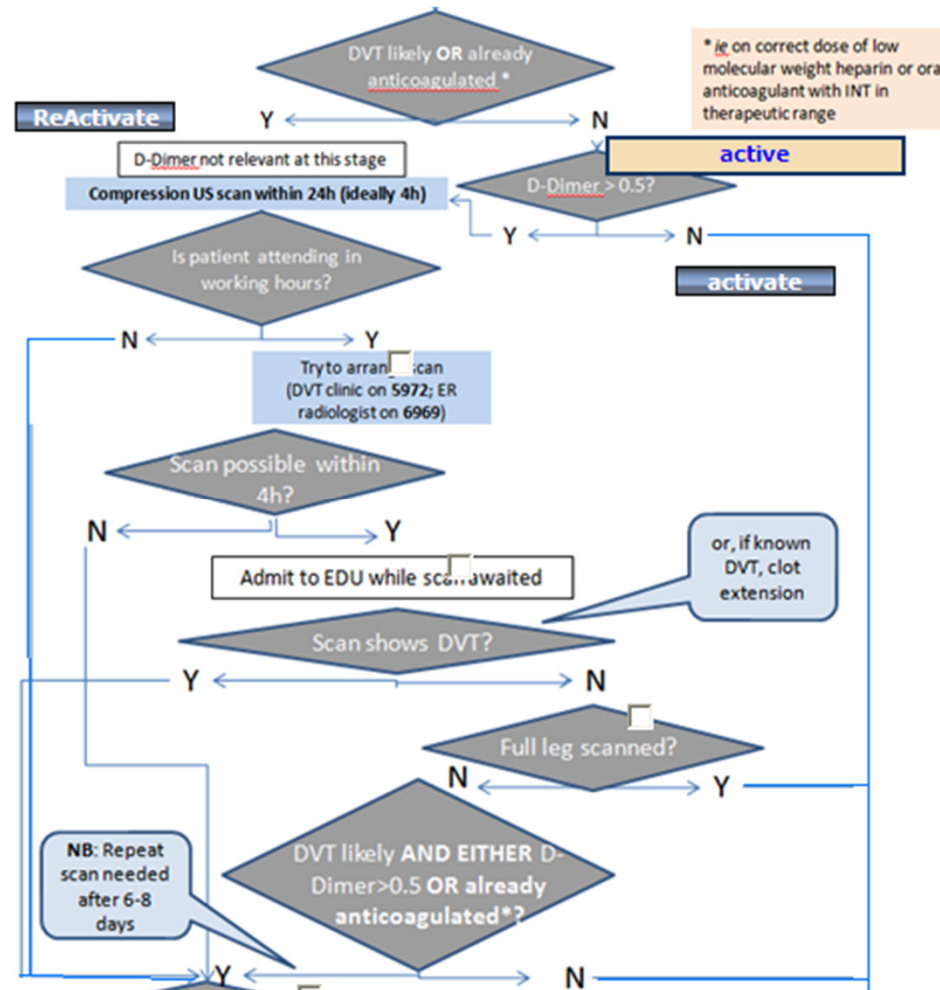 DVT likely OR already
anticoagulated *
* ie on correct dose of low
molecular weight heparin or ora
anticoagulant with INT in
therapeutic range
ReActivate
Y
N
D-Dimer not relevant at this stage
active
Compression US scan within 24h (ideally 4h)
D-Dimer > 0.5?
Y
N
Is patient attending in
working hours?
activate
N
Y
Try to arran can
(DVT clinic on 5972; ER
radiologist on 6969)
Scan possible within
4h?
N
Y
or, if known
DVT, clot
extension
Admit to EDU while scan awaited
Scan shows DVT?
Y
N
Full leg scanned?
N
Y
NB: Repeat
scan needed
after 6-8
days
DVT likely AND EITHER D-
Dimer>0.5 OR already
anticoagulated*?
Y
N